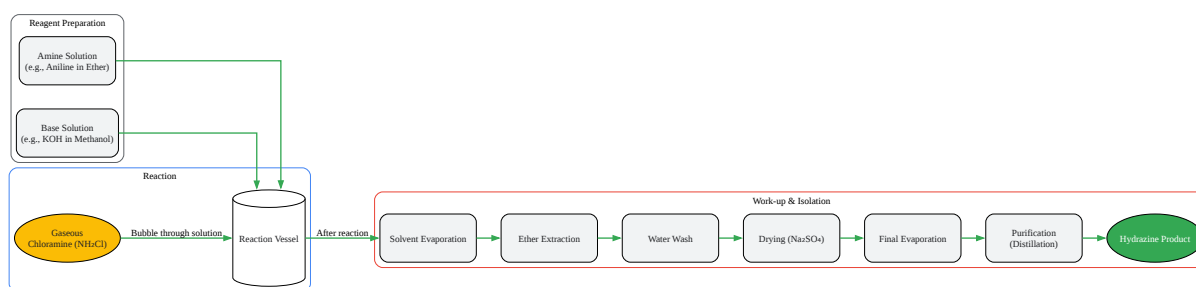 Reagent Preparation
Amine Solution
(e.g., Aniline in Ether)
Base Solution
(e.g., KOH in Methanol)
Reaction
Gaseous
Chloramine (NH₂Cl)
Bubble through solution
Reaction Vessel
After reaction
Work-up & Isolation
Solvent Evaporation
Ether Extraction
Water Wash
Drying (Na₂SO₄)
Final Evaporation
Purification
(Distillation)
Hydrazine Product